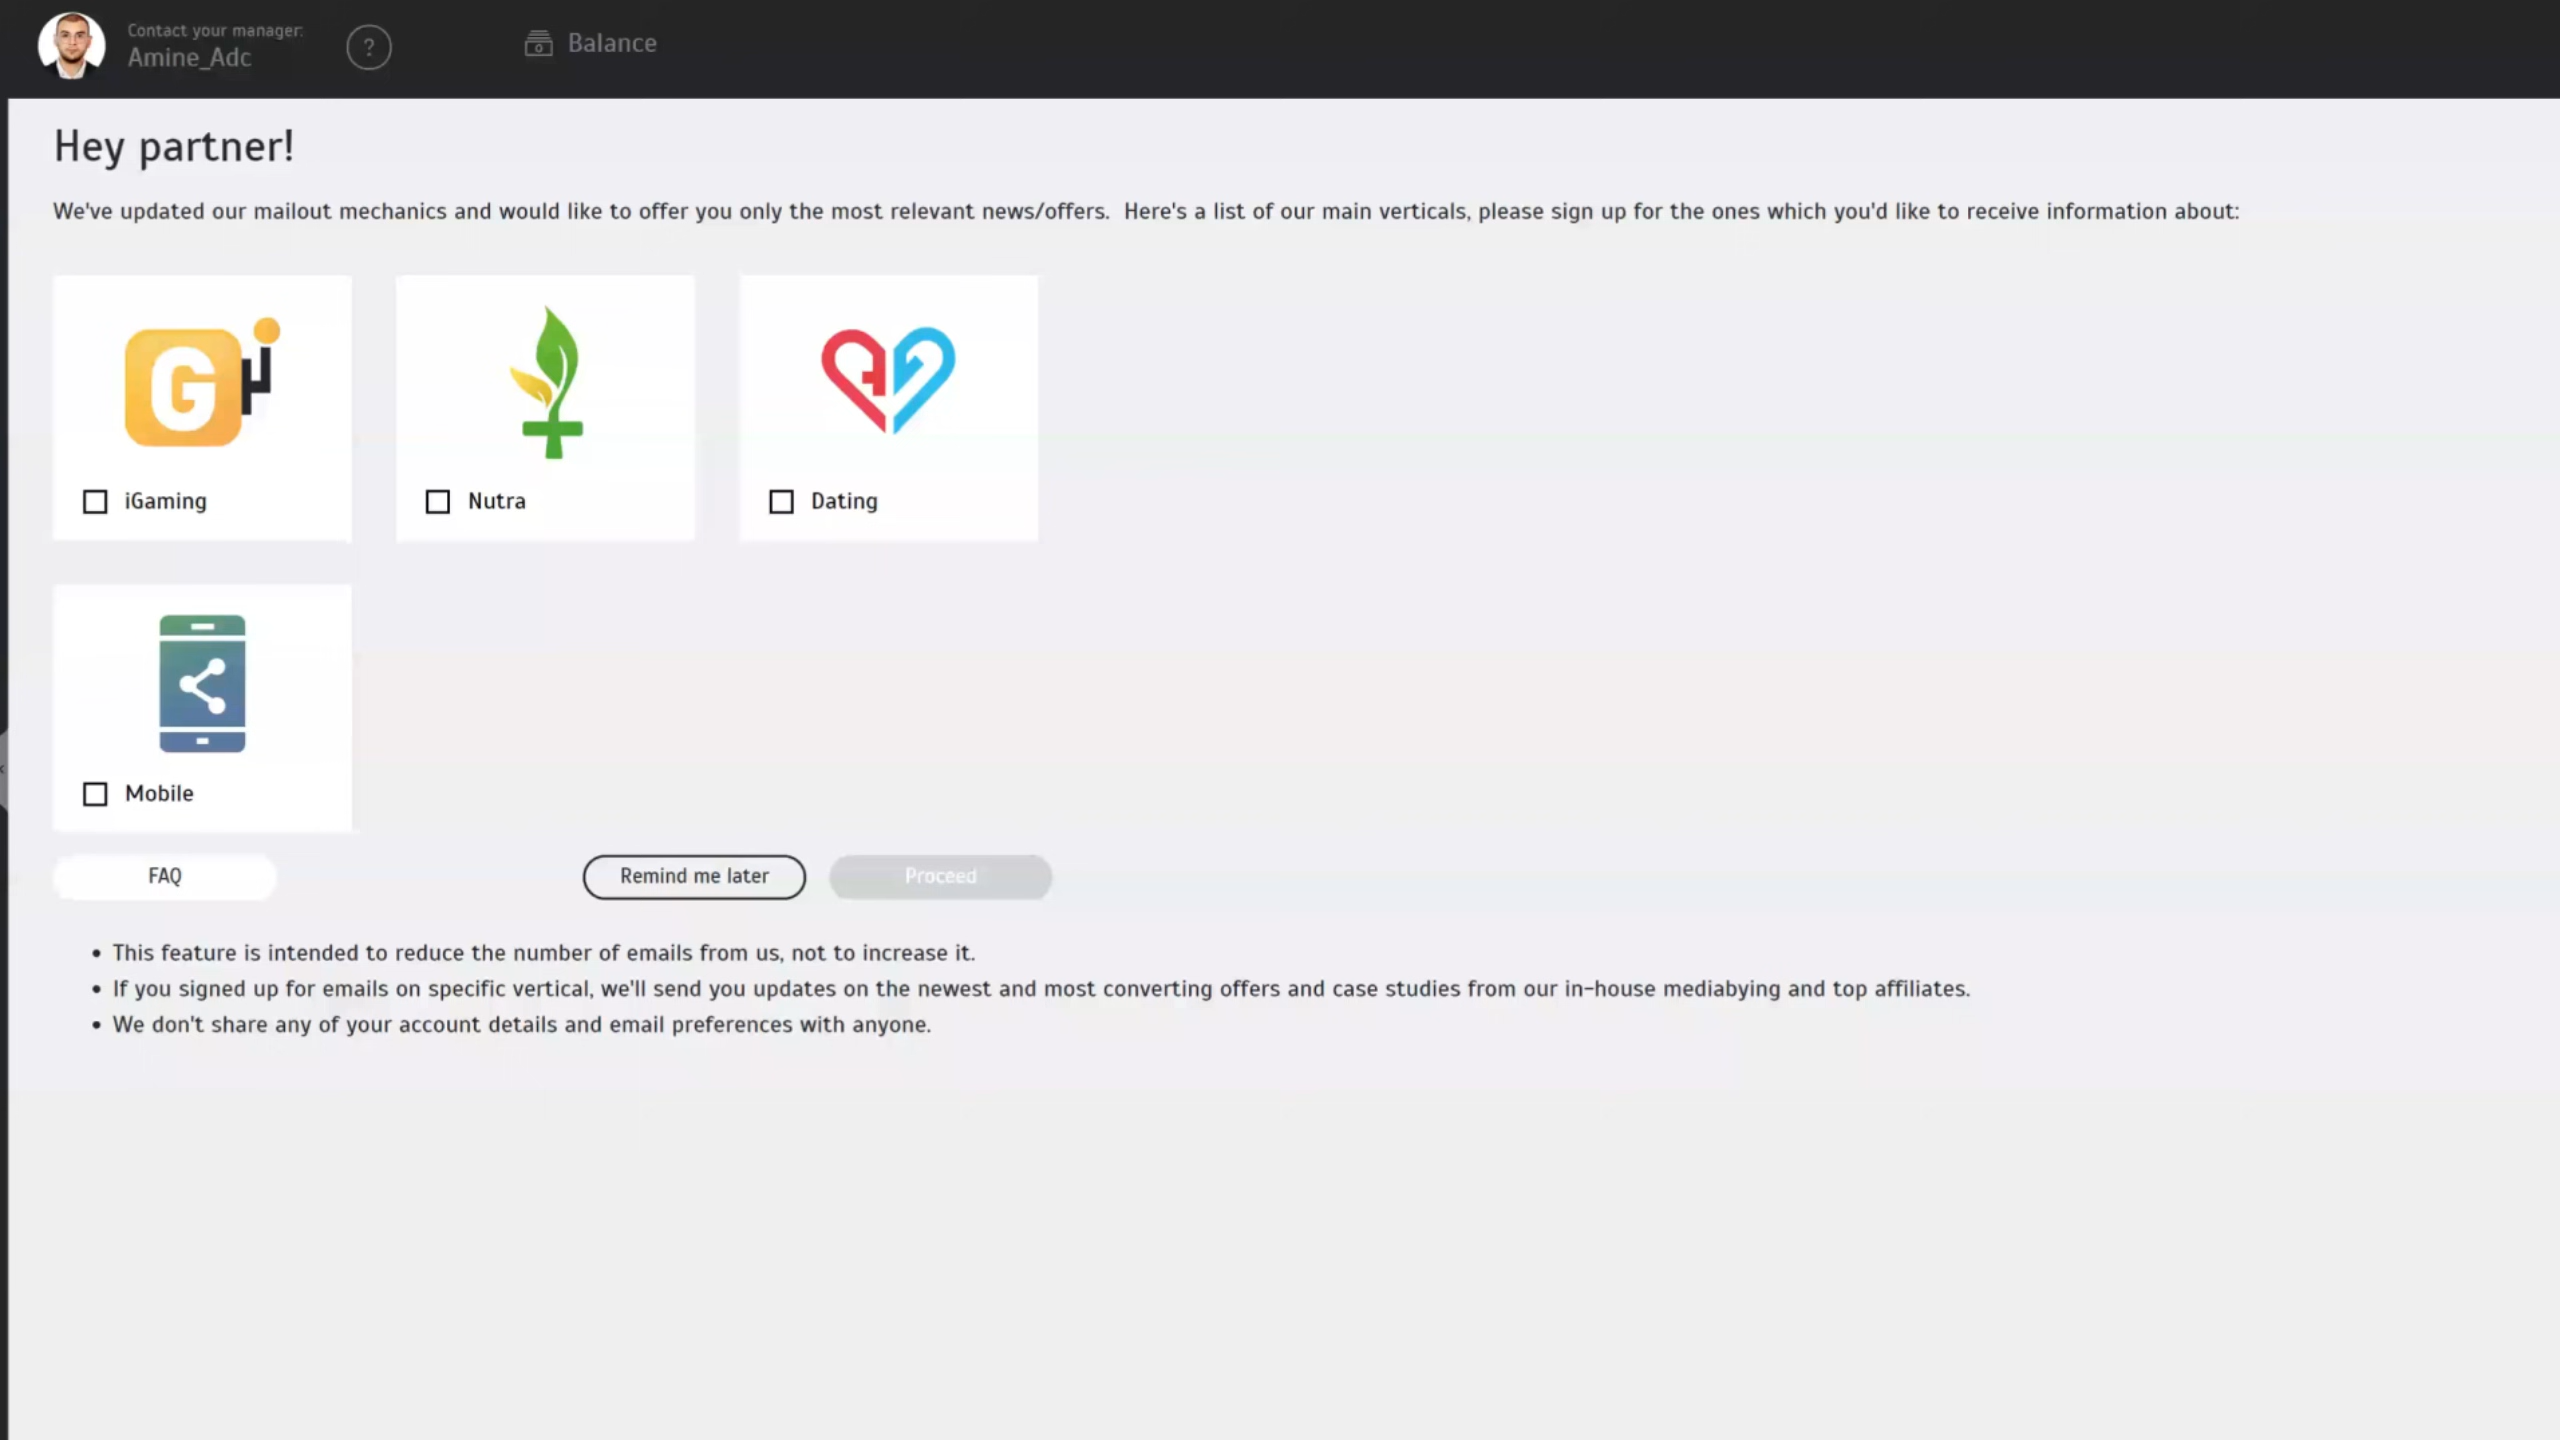 Contact your manager:
Amine_Adc
?
Balance
Hey partner!
We've updated our mailout mechanics and would like to offer you only the most relevant news/offers. Here's a list of our main verticals, please sign up for the ones which you'd like to receive information about:
G
iGaming
Nutra
Dating
Mobile
FAQ
Remind me later
Proceed
• This feature is intended to reduce the number of emails from us, not to increase it.
• If you signed up for emails on specific vertical, we'll send you updates on the newest and most converting offers and case studies from our in-house mediabying and top affiliates.
• We don't share any of your account details and email preferences with anyone.